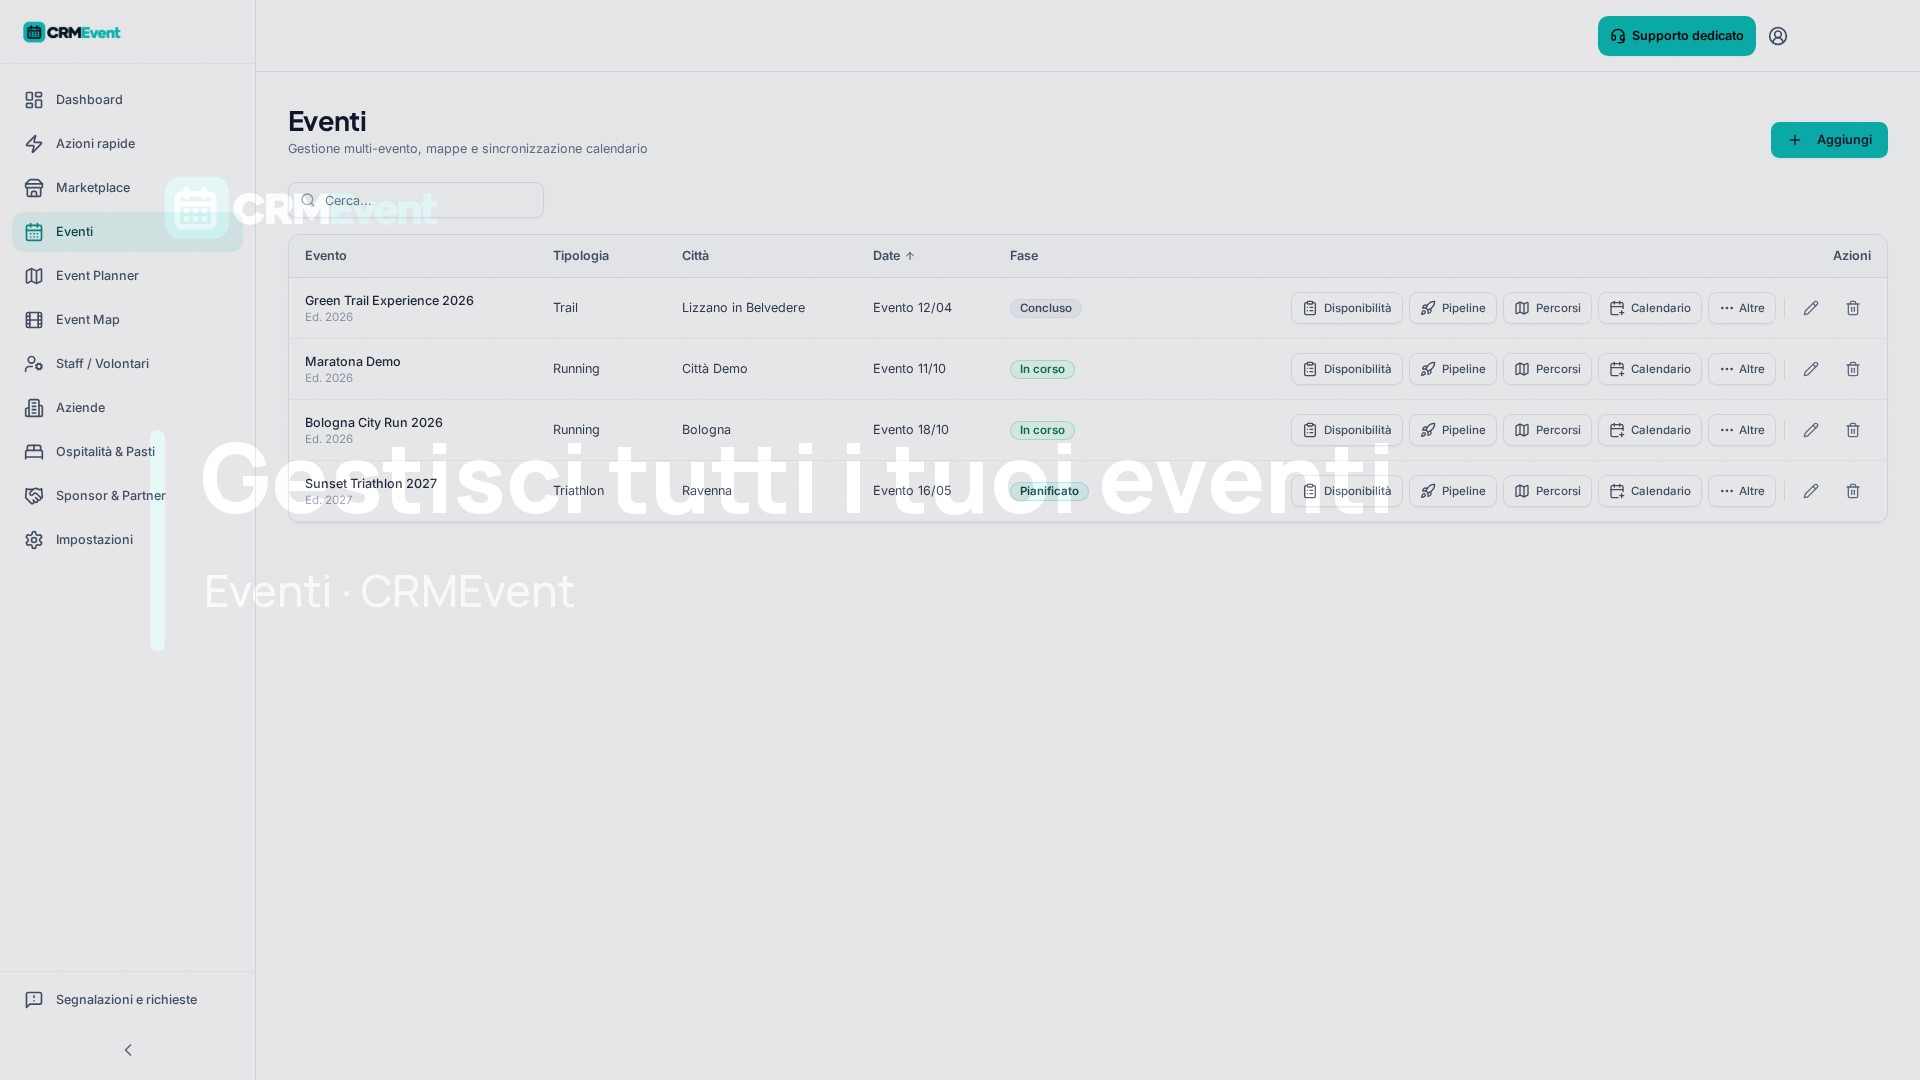 CRMEvent
Supporto dedicato
Dashboard
Azioni rapide
Marketplace
Eventi
Event Planner
Event Map
Staff / Volontari
Aziende
Ospitalità & Pasti
Sponsor & Partner
Impostazioni
Segnalazioni e richieste
Eventi
Gestione multi-evento, mappe e sincronizzazione calendario
Aggiungi
Cerca...
CRMEvent
Evento Tipologia Città Date Fase Azioni
Green Trail Experience 2026 Trail Lizzano in Belvedere Evento 12/04 Concluso Disponibilità Pipeline Percorsi Calendario Altre
Ed. 2026
Maratona Demo Running Città Demo Evento 11/10 In corso Disponibilità Pipeline Percorsi Calendario Altre
Ed. 2026
Bologna City Run 2026 Running Bologna Evento 18/10 In corso Disponibilità Pipeline Percorsi Calendario Altre
Ed. 2026
Sunset Triathlon 2027 Triathlon Ravenna Evento 16/05 Pianificato Disponibilità Pipeline Percorsi Calendario Altre
Ed. 2027
Gestisci tutti i tuoi eventi
Eventi · CRMEvent